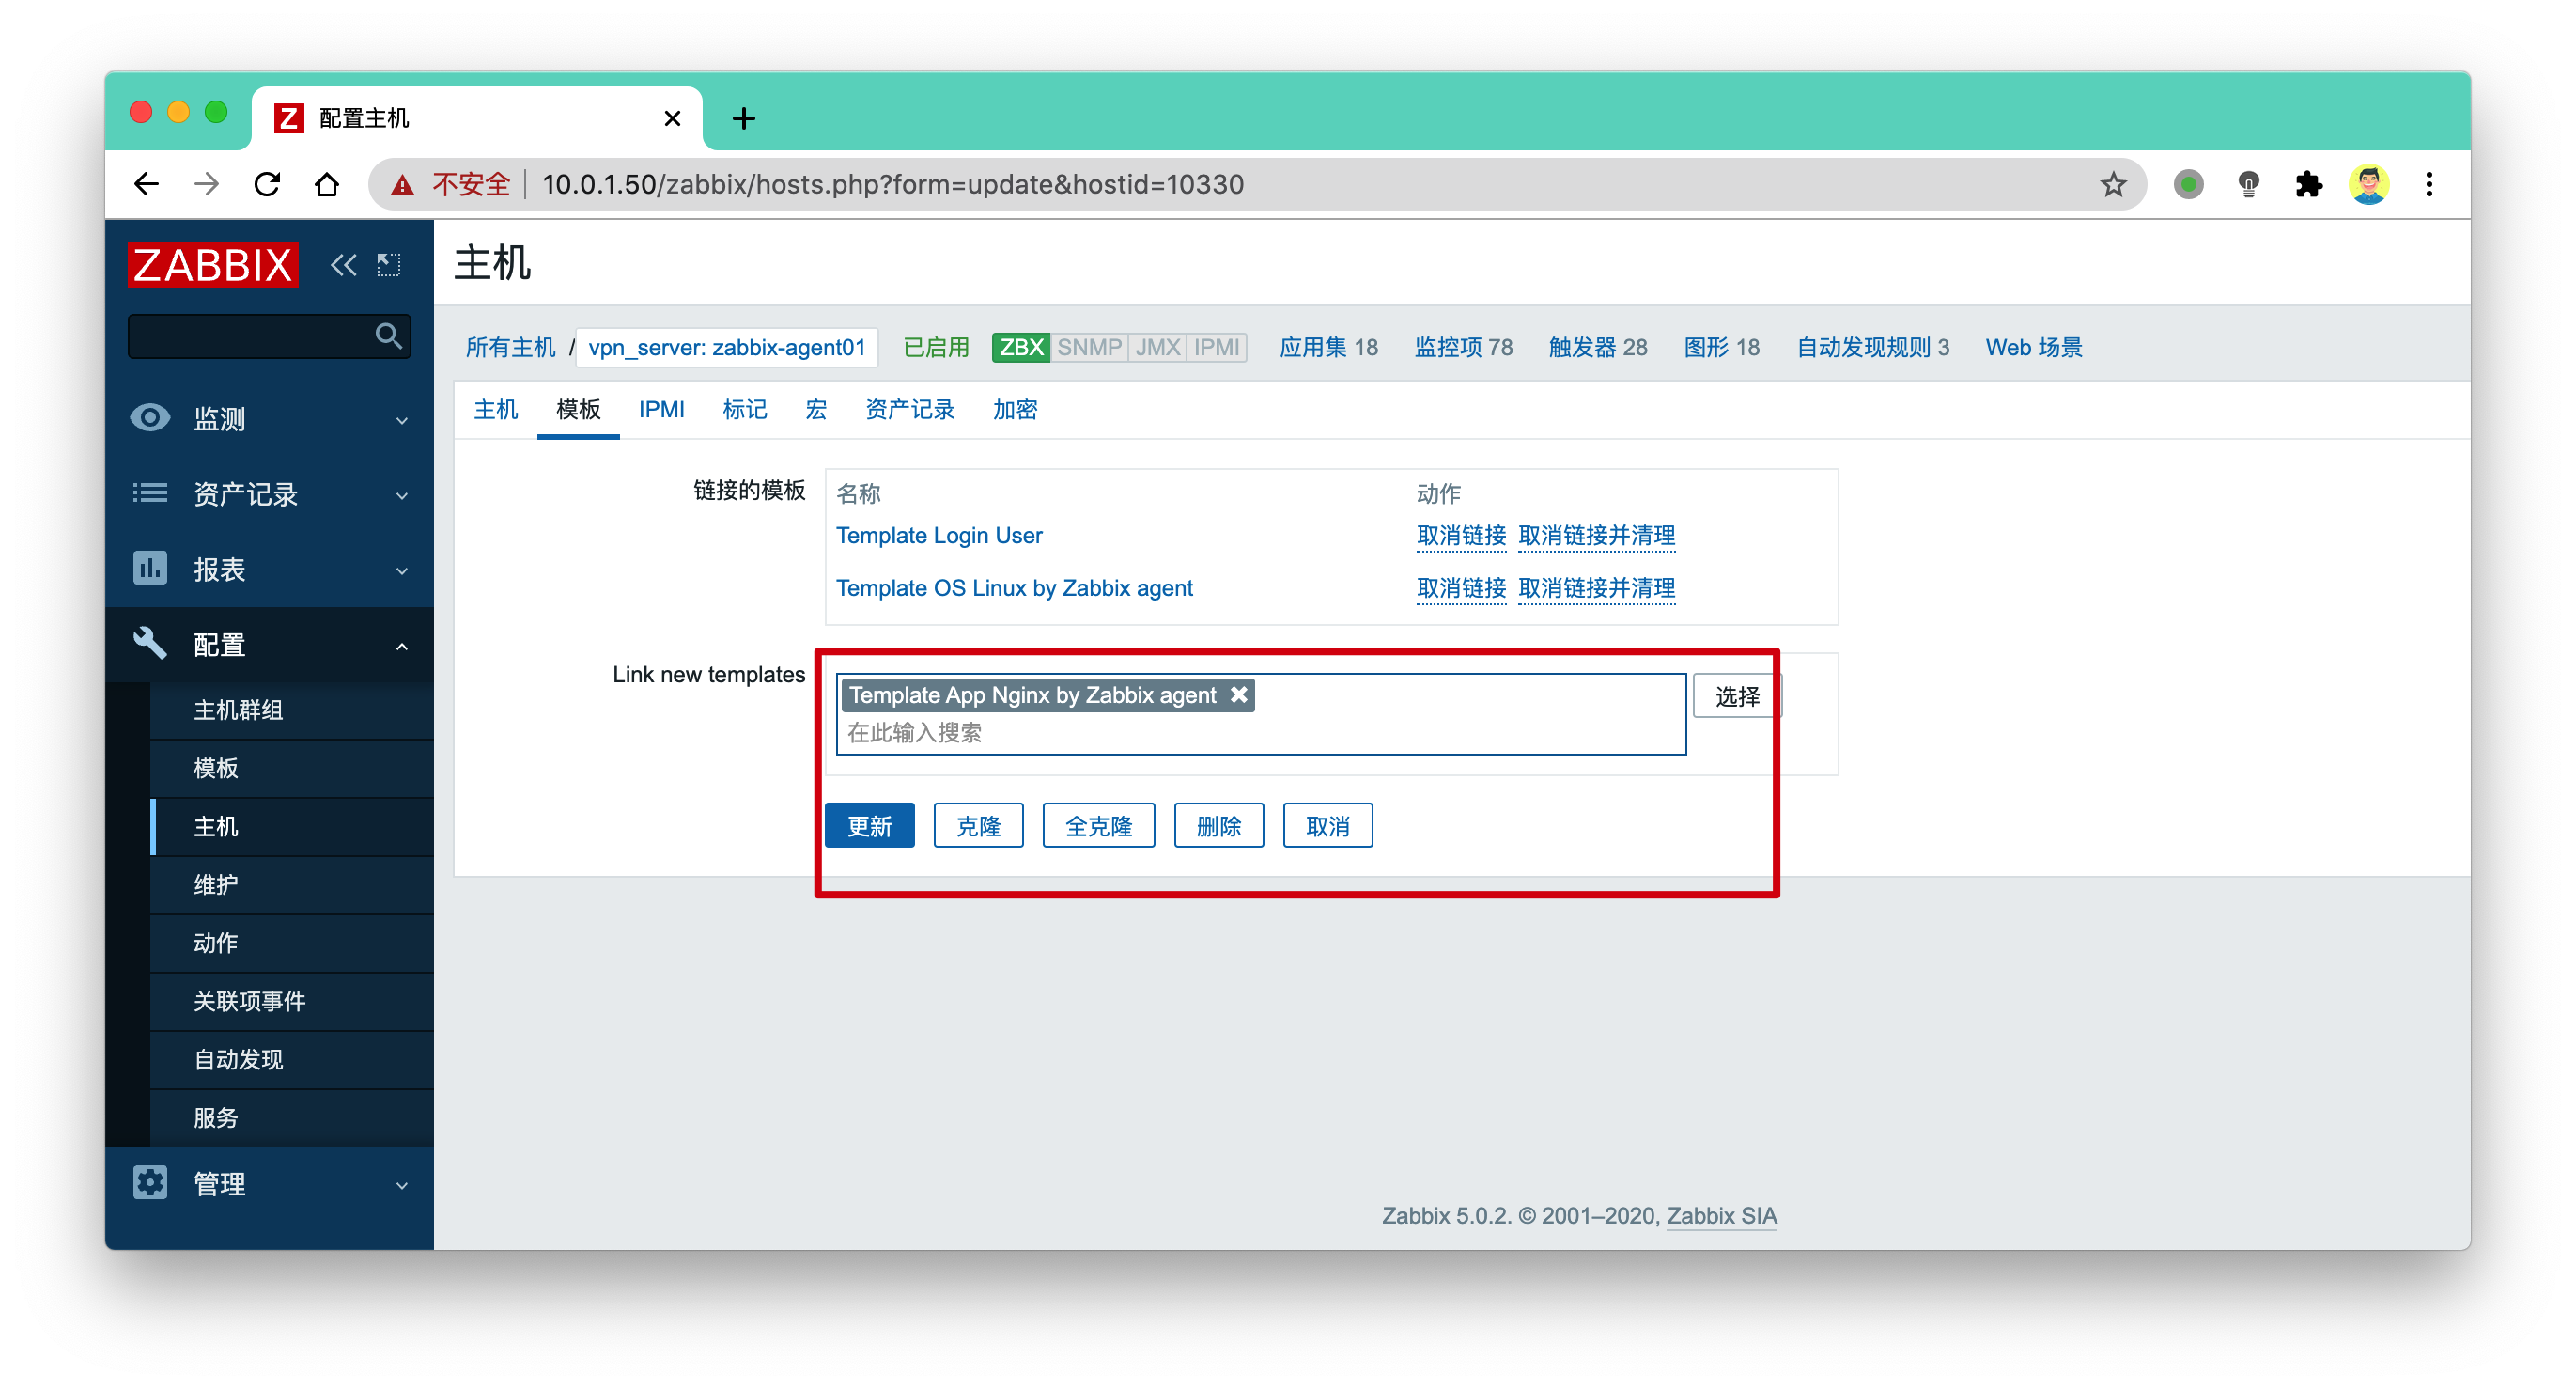 Z 配置主机
不安全 10.0.1.50/zabbix/hosts.php?form=update&hostid=10330
ZABBIX
主机
所有主机 / vpn_server: zabbix-agent01 已启用 ZBX SNMP JMX IPMI 应用集 18 监控项 78 触发器 28 图形 18 自动发现规则 3 Web 场景
主机 模板 IPMI 标记 宏 资产记录 加密
监测
资产记录
报表
配置
主机群组
模板
主机
维护
动作
关联项事件
自动发现
服务
管理
链接的模板 名称 动作
Template Login User 取消链接 取消链接并清理
Template OS Linux by Zabbix agent 取消链接 取消链接并清理
Link new templates Template App Nginx by Zabbix agent 选择
在此输入搜索
更新 克隆 全克隆 删除 取消
Zabbix 5.0.2. © 2001–2020, Zabbix SIA